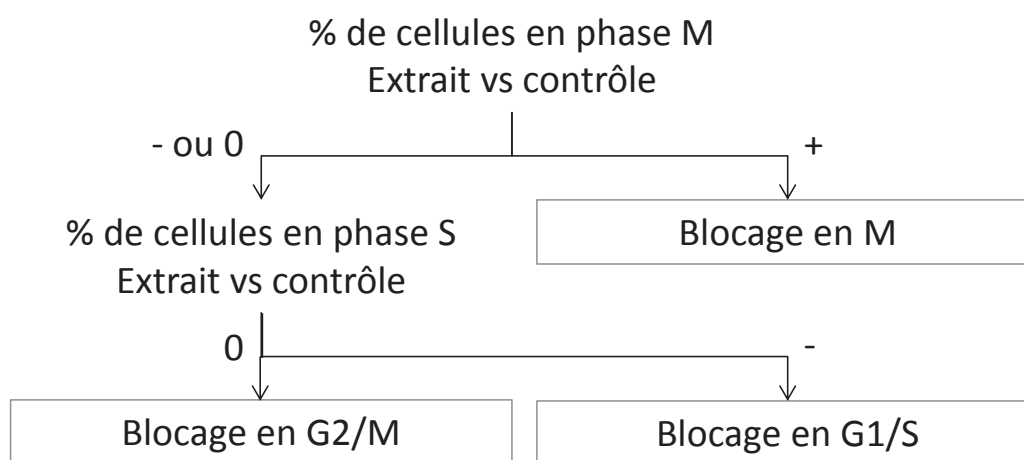 % de cellules en phase M
Extrait vs contrôle
- ou 0
+
% de cellules en phase S
Extrait vs contrôle
Blocage en M
0
-
Blocage en G2/M
Blocage en G1/S